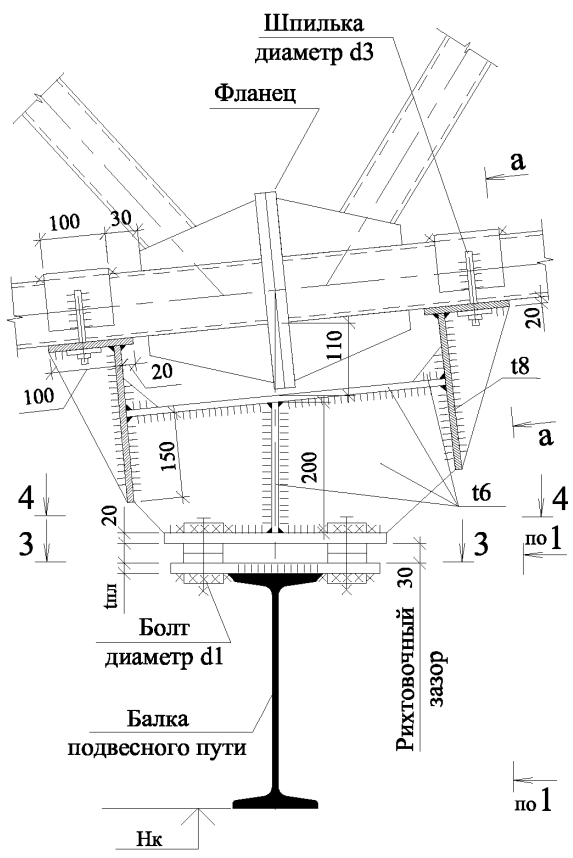 Шпилька
диаметр d3
Фланец
а
100
30
20
110
20
100
t8
150
200
а
t6
4
4
20
3
3
по 1
tпл
30
Болт
диаметр d1
Рихтовочный
зазор
Балка
подвесного пути
по 1
Нк